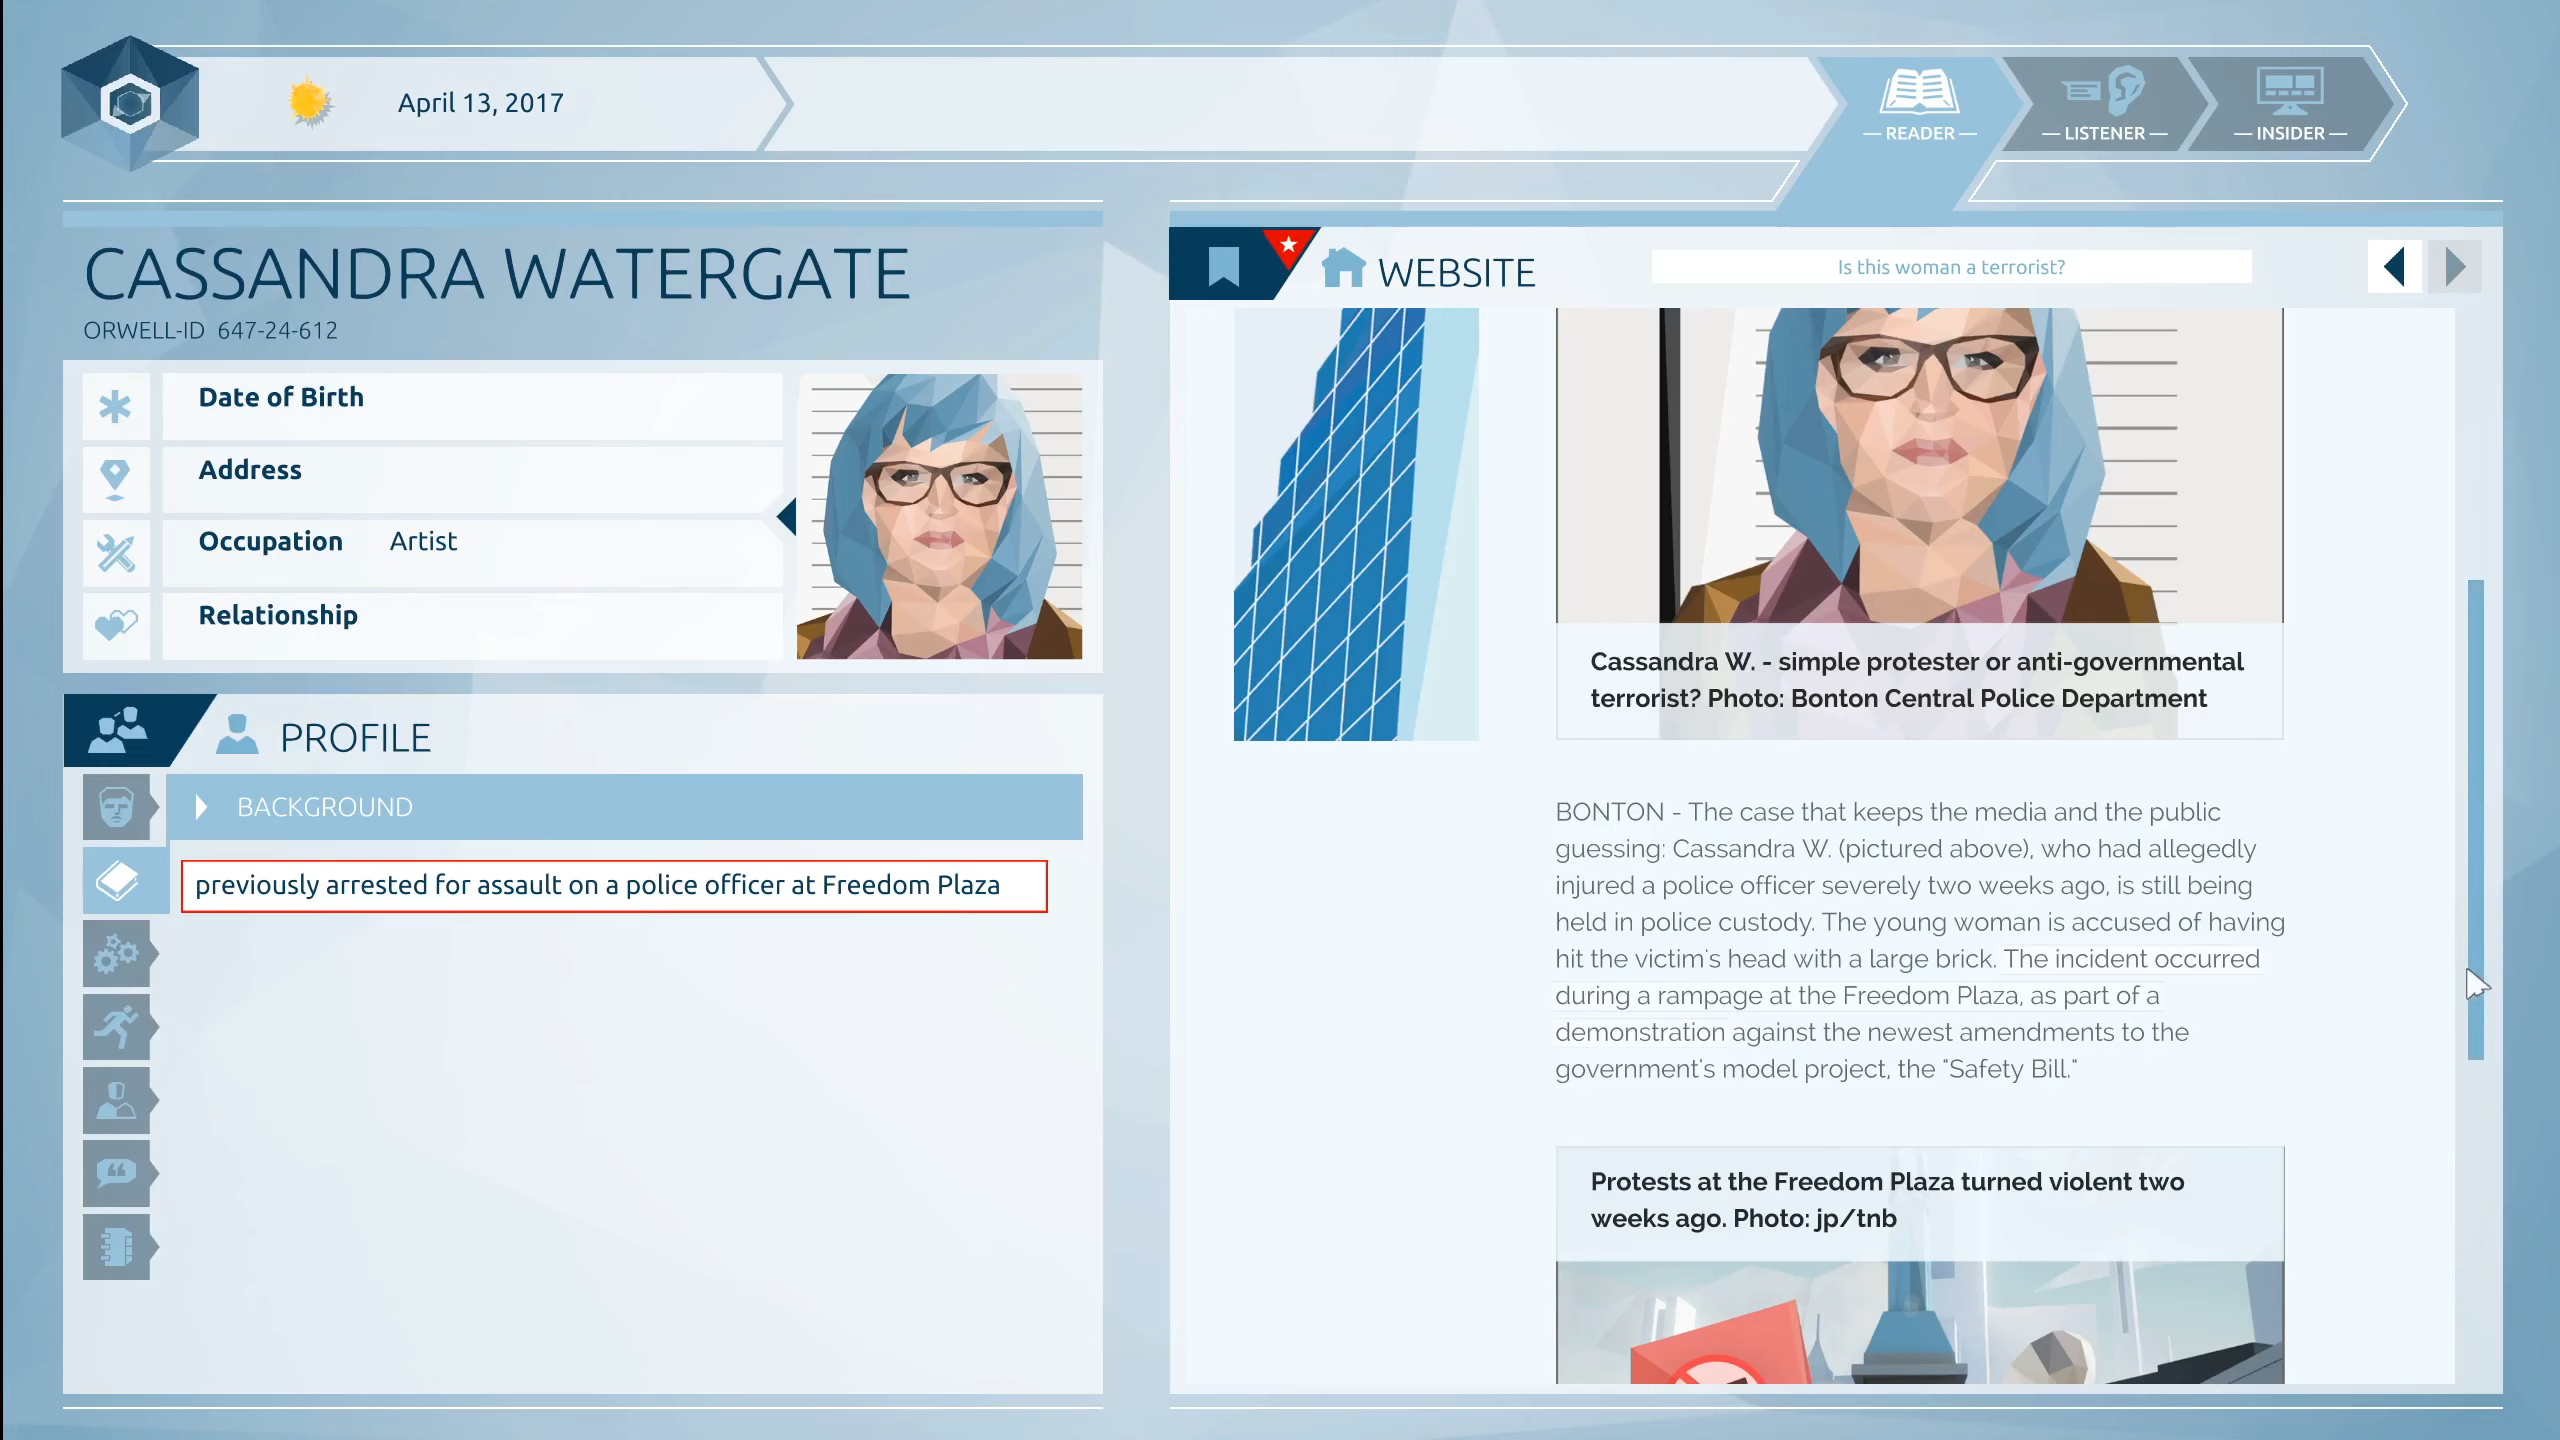 April 13, 2017
— READER —
— LISTENER —
— INSIDER —
CASSANDRA WATERGATE
ORWELL-ID 647-24-612
Date of Birth
Address
Occupation Artist
Relationship
PROFILE
BACKGROUND
previously arrested for assault on a police officer at Freedom Plaza
WEBSITE
Is this woman a terrorist?
Cassandra W. - simple protester or anti-governmental
terrorist? Photo: Bonton Central Police Department
BONTON - The case that keeps the media and the public
guessing: Cassandra W. (pictured above), who had allegedly
injured a police officer severely two weeks ago, is still being
held in police custody. The young woman is accused of having
hit the victim's head with a large brick. The incident occurred
during a rampage at the Freedom Plaza, as part of a
demonstration against the newest amendments to the
government's model project, the "Safety Bill."
Protests at the Freedom Plaza turned violent two
weeks ago. Photo: jp/tnb